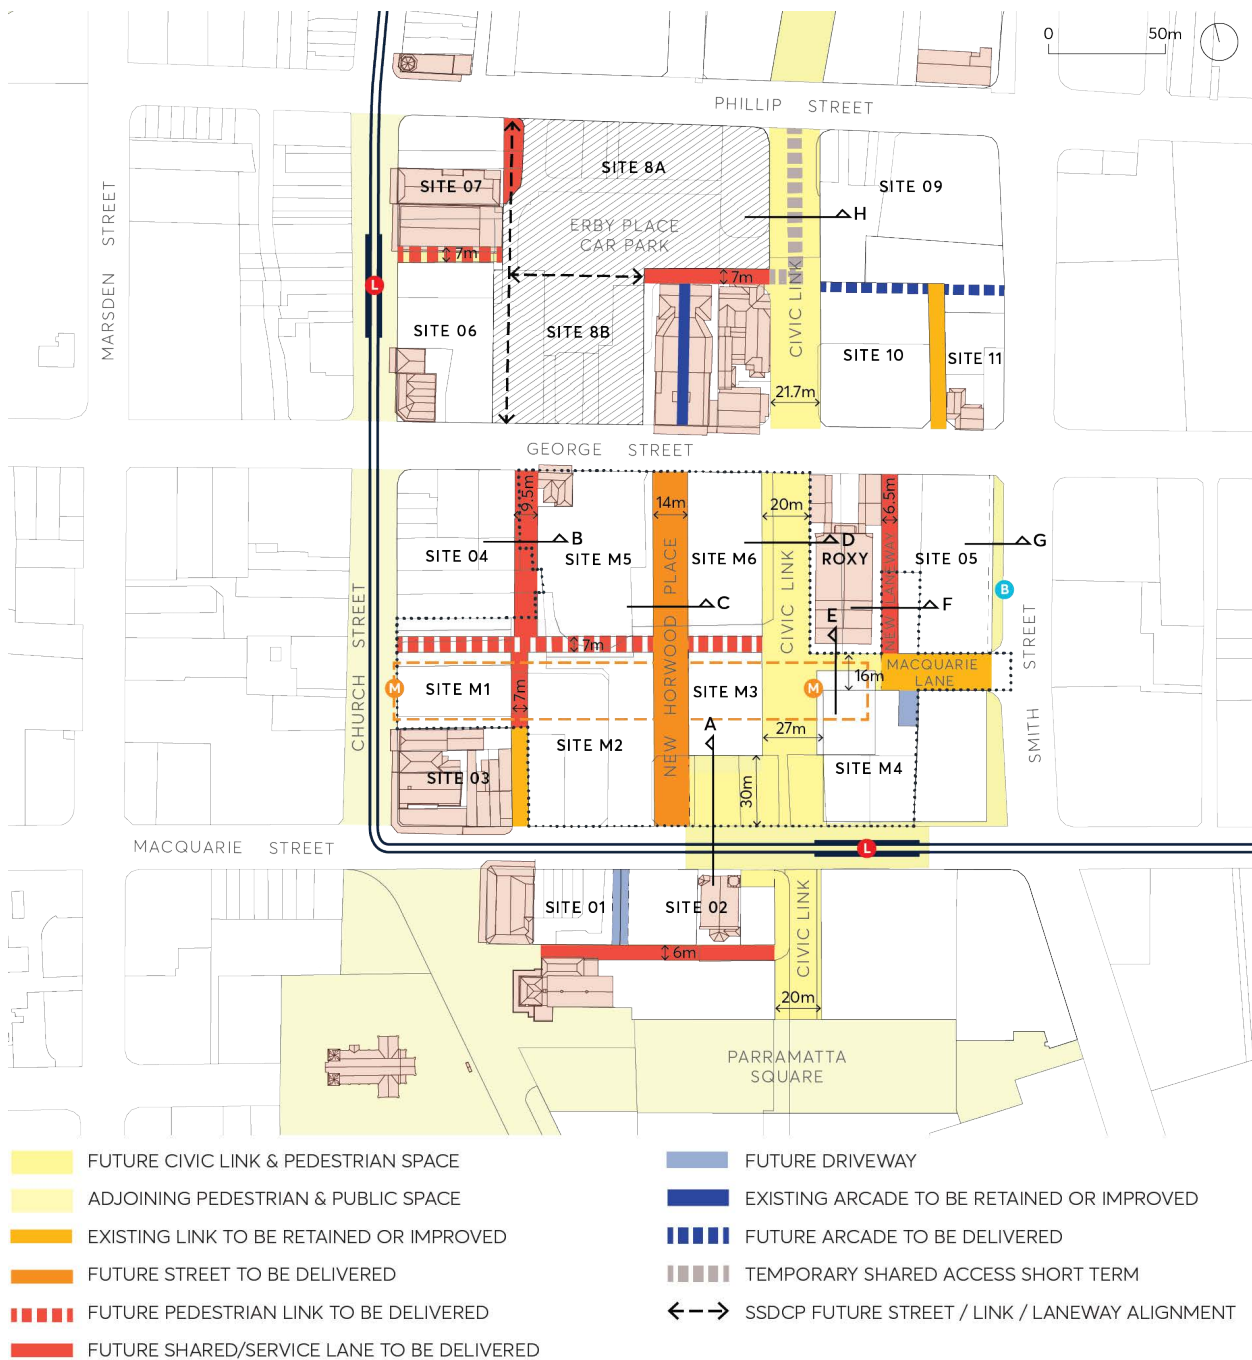 0 50m
PHILLIP STREET
SITE 8A
SITE 07
SITE 09
MARSDEN STREET
H
ERBY PLACE
CAR PARK
7m
7m
L
CIVIC LINK
SITE 06
SITE 8B
SITE 10
SITE 11
21.7m
GEORGE STREET
9.5m
14m
20m
6.5m
B
D
G
SITE 04
SITE M5
SITE M6
ROXY
SITE 05
NEW HORWOOD PLACE
CIVIC LINK
NEW LANEWAY
B
C
E
F
CHURCH STREET
SMITH STREET
7m
MACQUARIE
LANE
16m
M
SITE M1
7m
SITE M3
M
A
27m
SITE M2
SITE M4
SITE 03
30m
MACQUARIE STREET
L
SITE 01
SITE 02
CIVIC LINK
6m
20m
PARRAMATTA
SQUARE
FUTURE CIVIC LINK & PEDESTRIAN SPACE
ADJOINING PEDESTRIAN & PUBLIC SPACE
EXISTING LINK TO BE RETAINED OR IMPROVED
FUTURE STREET TO BE DELIVERED
FUTURE PEDESTRIAN LINK TO BE DELIVERED
FUTURE SHARED/SERVICE LANE TO BE DELIVERED
FUTURE DRIVEWAY
EXISTING ARCADE TO BE RETAINED OR IMPROVED
FUTURE ARCADE TO BE DELIVERED
TEMPORARY SHARED ACCESS SHORT TERM
SSDCP FUTURE STREET / LINK / LANEWAY ALIGNMENT